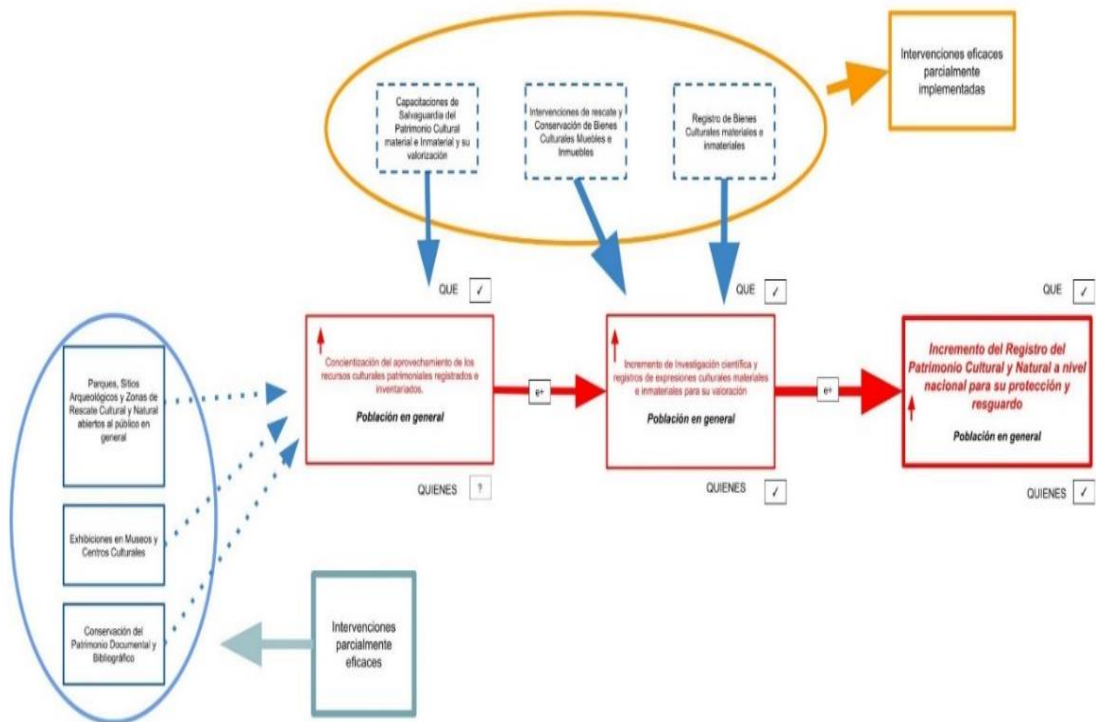 Intervenciones eficaces
parcialmente
implementadas
Capacitaciones de
Salvaguardia del
Patrimonio Cultural
material e Inmaterial y su
valorización
Intervenciones de rescate y
Conservación de Bienes
Culturales Muebles e
Inmuebles
Registro de Bienes
Culturales materiales e
inmateriales
QUE ✓
QUE ✓
QUE ✓
Parques, Sitios
Arqueológicos y Zonas de
Rescate Cultural y Natural
abiertos al público en
general
Concientización del aprovechamiento de los
recursos culturales patrimoniales registrados e
inventariados.
Población en general
e+
Incremento de Investigación científica y
registros de expresiones culturales materiales
e inmateriales para su valoración
Población en general
e+
Incremento del Registro del
Patrimonio Cultural y Natural a nivel
nacional para su protección y
resguardo
Población en general
QUIENES ?
QUIENES ✓
QUIENES ✓
Exhibiciones en Museos y
Centros Culturales
Conservación del
Patrimonio Documental y
Bibliográfico
Intervenciones
parcialmente
eficaces